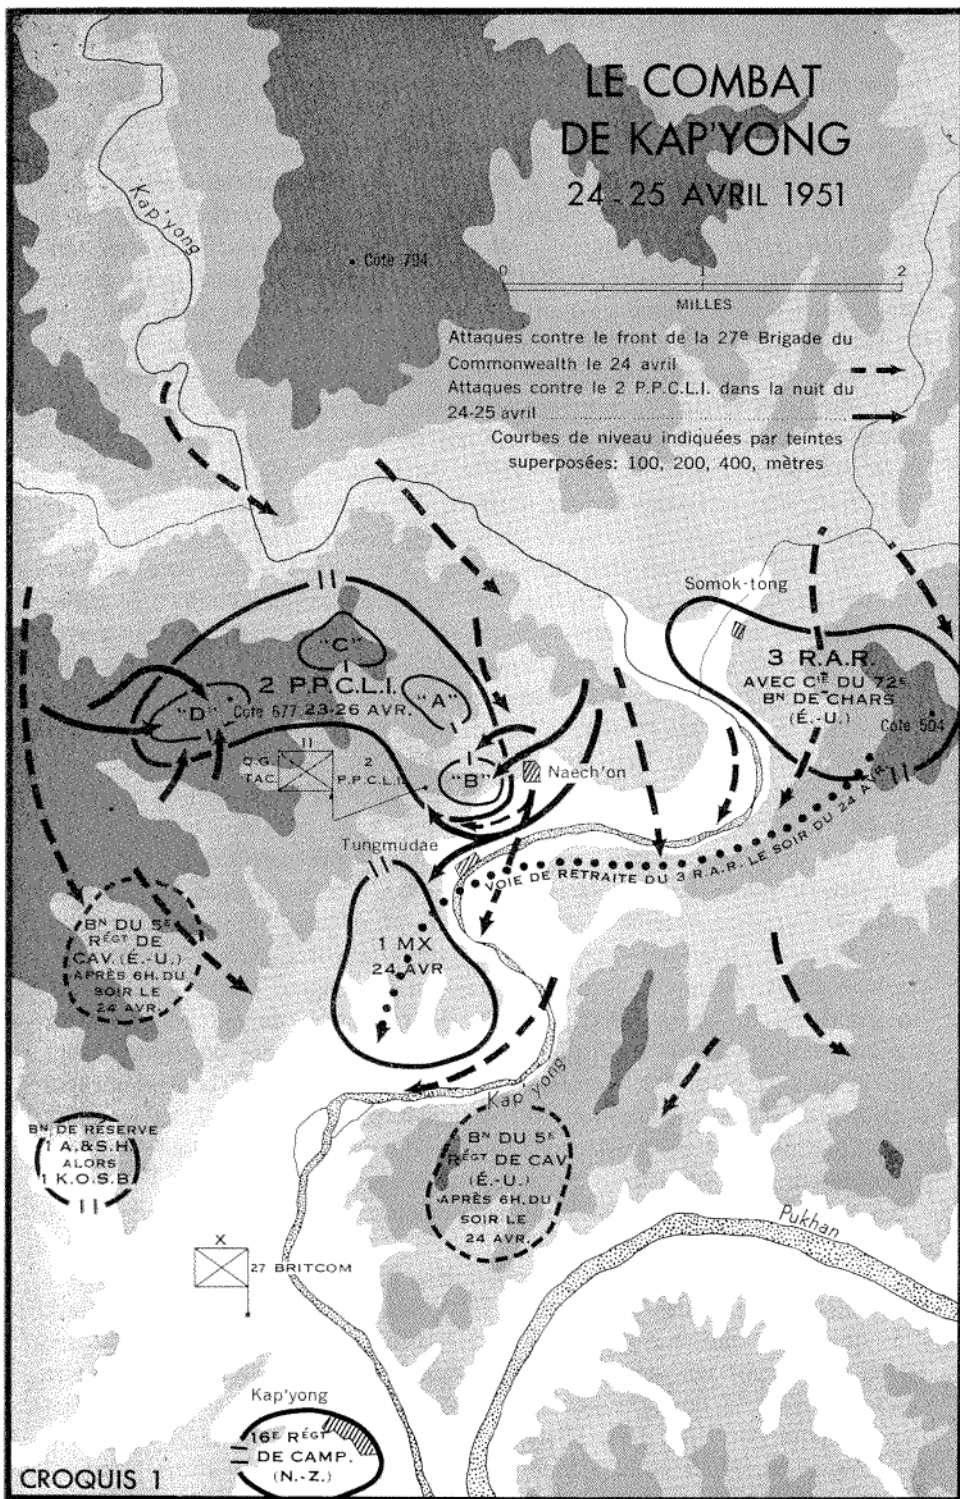 LE COMBAT
DE KAP'YONG
24-25 AVRIL 1951
Kap'yong
Cote 794
0 1 2
MILLES
Attaques contre le front de la 27e Brigade du
Commonwealth le 24 avril
Attaques contre le 2 P.P.C.L.I. dans la nuit du
24-25 avril
Courbes de niveau indiquées par teintes
superposées: 100, 200, 400, mètres
Somok-tong
3 R.A.R.
AVEC CIE DU 72E
BN DE CHARS
(É.-U.)
Cote 504
"C"
2 P.P.C.L.I.
"A"
"D"
Cote 677 23-26 AVR.
Q.G.
TAC.
2
P.P.C.L.I.
"B"
Naech'on
Tungmudae
VOIE DE RETRAITE DU 3 R.A.R. LE SOIR DU 24 AVR.
BN DU 5E
RÉGT DE
CAV. (É.-U.)
APRÈS 6H. DU
SOIR LE
24 AVR.
1 MX
24 AVR
Kap'yong
BN DE RÉSERVE
1 A.&S.H.
ALORS
1 K.O.S.B.
BN DU 5E
RÉGT DE CAV
(É.-U.)
APRÈS 6H. DU
SOIR LE
24 AVR.
Pukhan
X
27 BRITCOM
Kap'yong
16E RÉGT
DE CAMP.
(N.-Z.)
CROQUIS 1